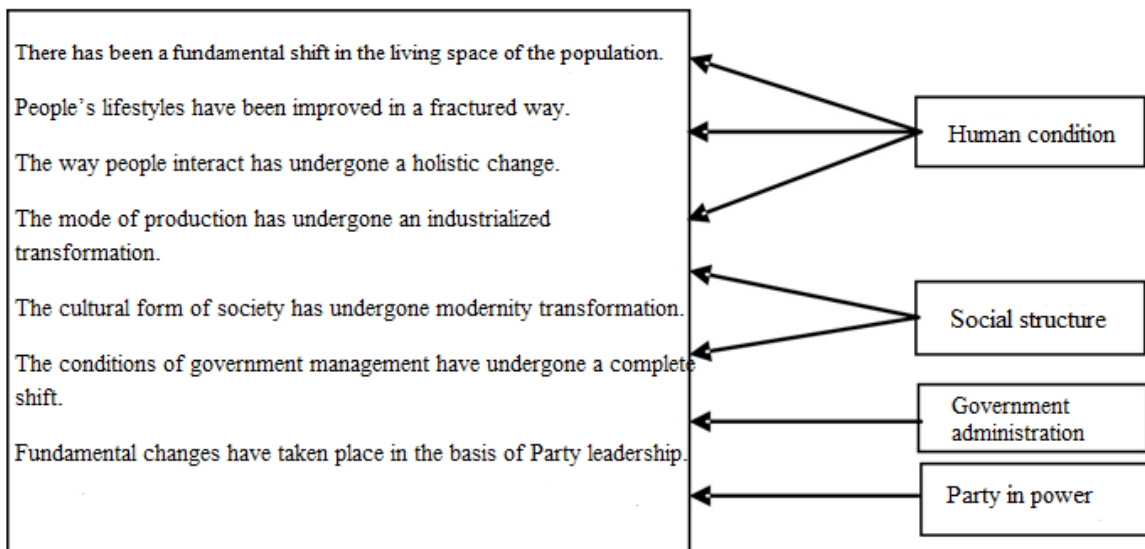 There has been a fundamental shift in the living space of the population.
People's lifestyles have been improved in a fractured way.
The way people interact has undergone a holistic change.
The mode of production has undergone an industrialized
transformation.
The cultural form of society has undergone modernity transformation.
The conditions of government management have undergone a complete
shift.
Fundamental changes have taken place in the basis of Party leadership.
Human condition
Social structure
Government
administration
Party in power